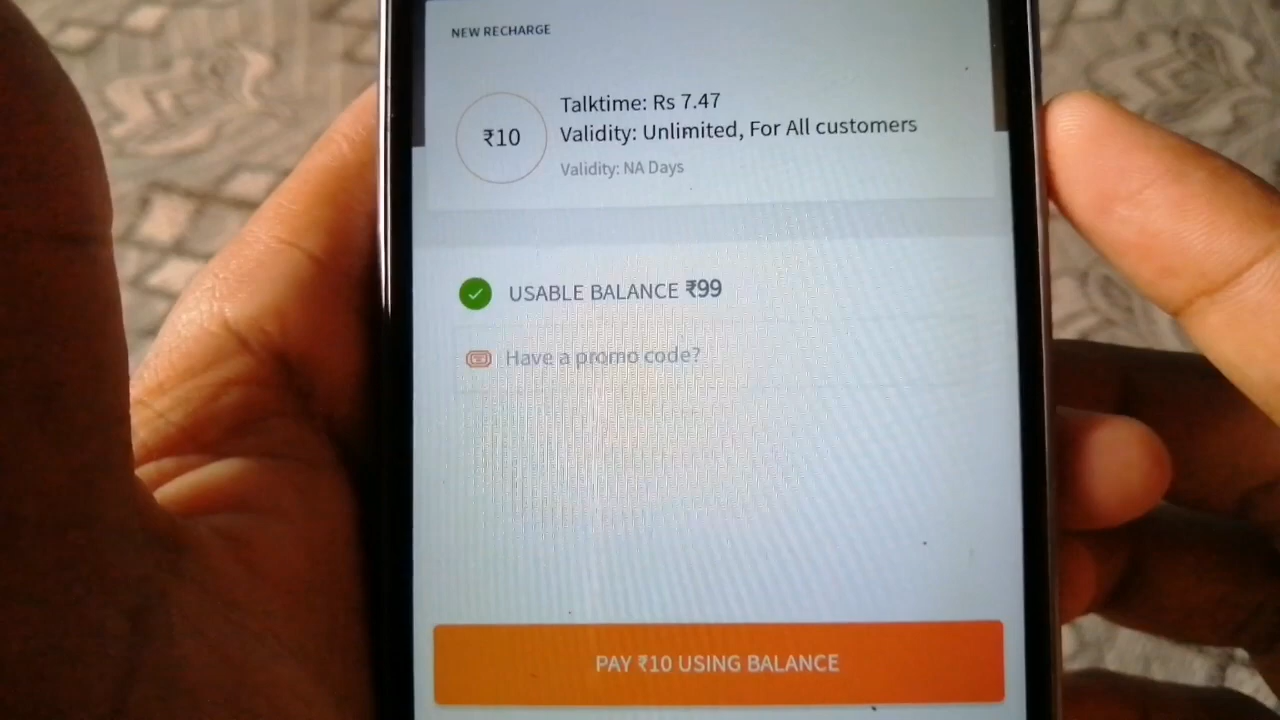 NEW RECHARGE
₹10
Talktime: Rs 7.47
Validity: Unlimited, For All customers
Validity: NA Days
USABLE BALANCE ₹99
Have a promo code?
PAY ₹10 USING BALANCE